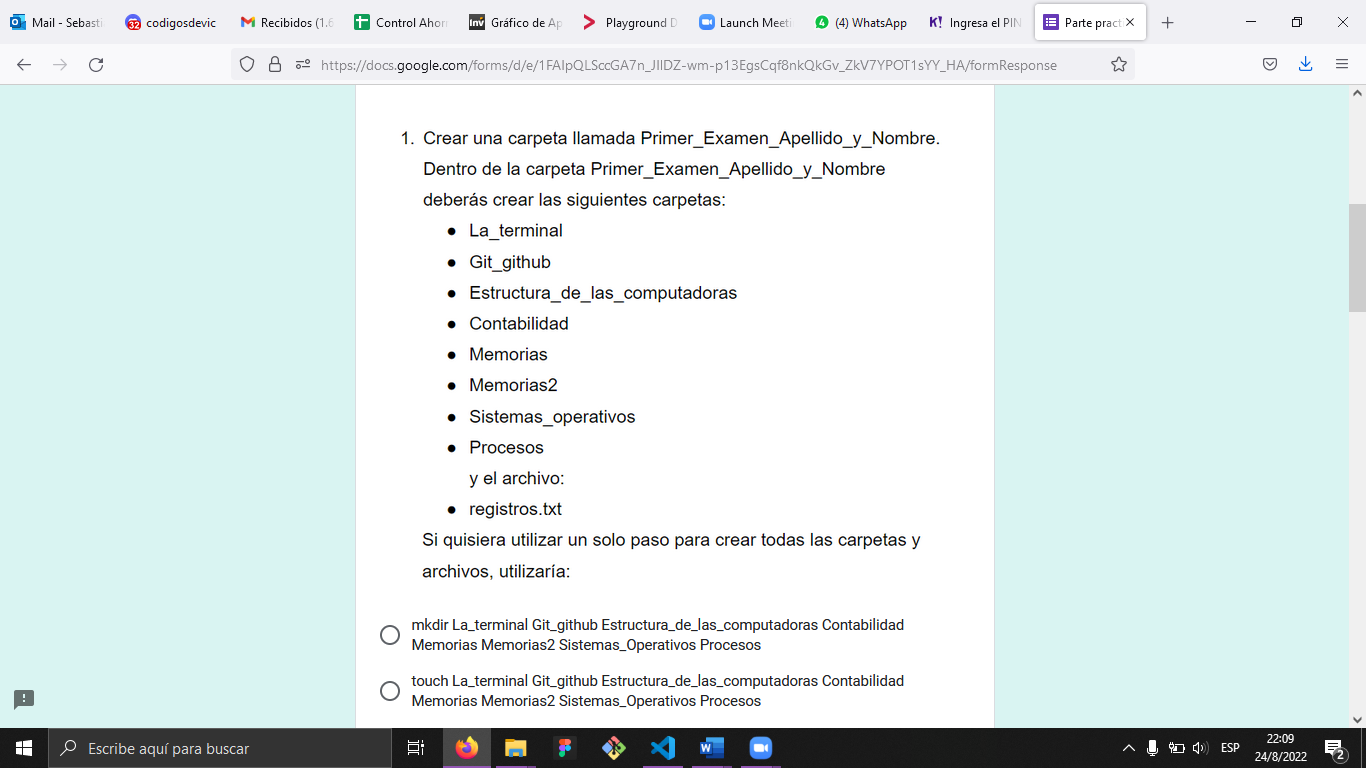 Mail - Sebasti
32 codigosdevic
Recibidos (1.6
Control Ahor
Inv Gráfico de Ap
Playground D
Launch Meeti
4 (4) WhatsApp
K! Ingresa el PIN
Parte practi
https://docs.google.com/forms/d/e/1FAIpQLSccGA7n_JIIDZ-wm-p13EgsCqf8nkQkGv_ZkV7YPOT1sYY_HA/formResponse
1. Crear una carpeta llamada Primer_Examen_Apellido_y_Nombre.
Dentro de la carpeta Primer_Examen_Apellido_y_Nombre
deberás crear las siguientes carpetas:
● La_terminal
● Git_github
● Estructura_de_las_computadoras
● Contabilidad
● Memorias
● Memorias2
● Sistemas_operativos
● Procesos
y el archivo:
● registros.txt
Si quisiera utilizar un solo paso para crear todas las carpetas y
archivos, utilizaría:
mkdir La_terminal Git_github Estructura_de_las_computadoras Contabilidad
Memorias Memorias2 Sistemas_Operativos Procesos
touch La_terminal Git_github Estructura_de_las_computadoras Contabilidad
Memorias Memorias2 Sistemas_Operativos Procesos
Escribe aquí para buscar
ESP
22:09
24/8/2022
2